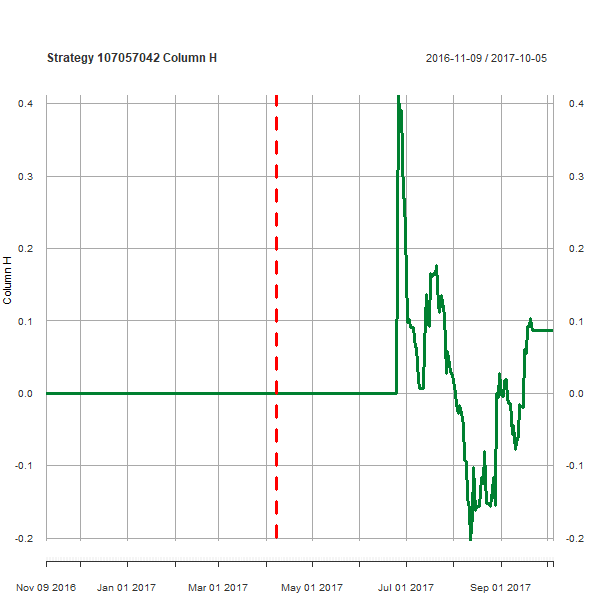 Strategy 107057042 Column H
2016-11-09 / 2017-10-05
0.4
0.4
0.3
0.3
0.2
0.2
Column H
0.1
0.1
0.0
0.0
-0.1
-0.1
-0.2
-0.2
Nov 09 2016
Jan 01 2017
Mar 01 2017
May 01 2017
Jul 01 2017
Sep 01 2017